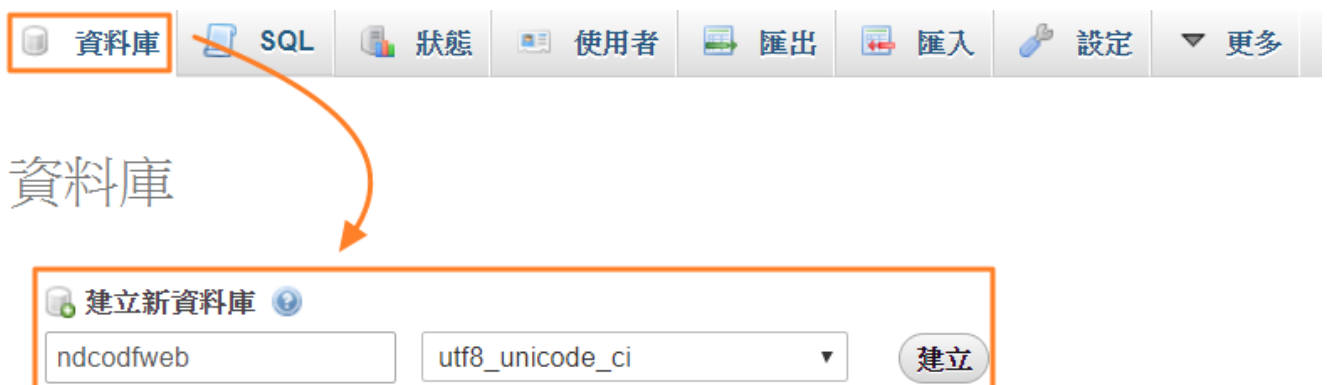 資料庫 SQL 狀態 使用者 匯出 匯入 設定 更多
資料庫
建立新資料庫
ndcodfweb utf8_unicode_ci 建立